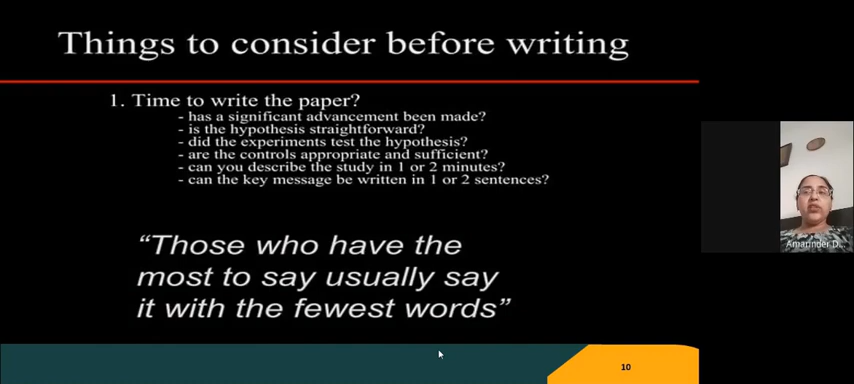 Things to consider before writing
1. Time to write the paper?
- has a significant advancement been made?
- is the hypothesis straightforward?
- did the experiments test the hypothesis?
- are the controls appropriate and sufficient?
- can you describe the study in 1 or 2 minutes?
- can the key message be written in 1 or 2 sentences?
“Those who have the
most to say usually say
it with the fewest words”
Amarinder D...
10